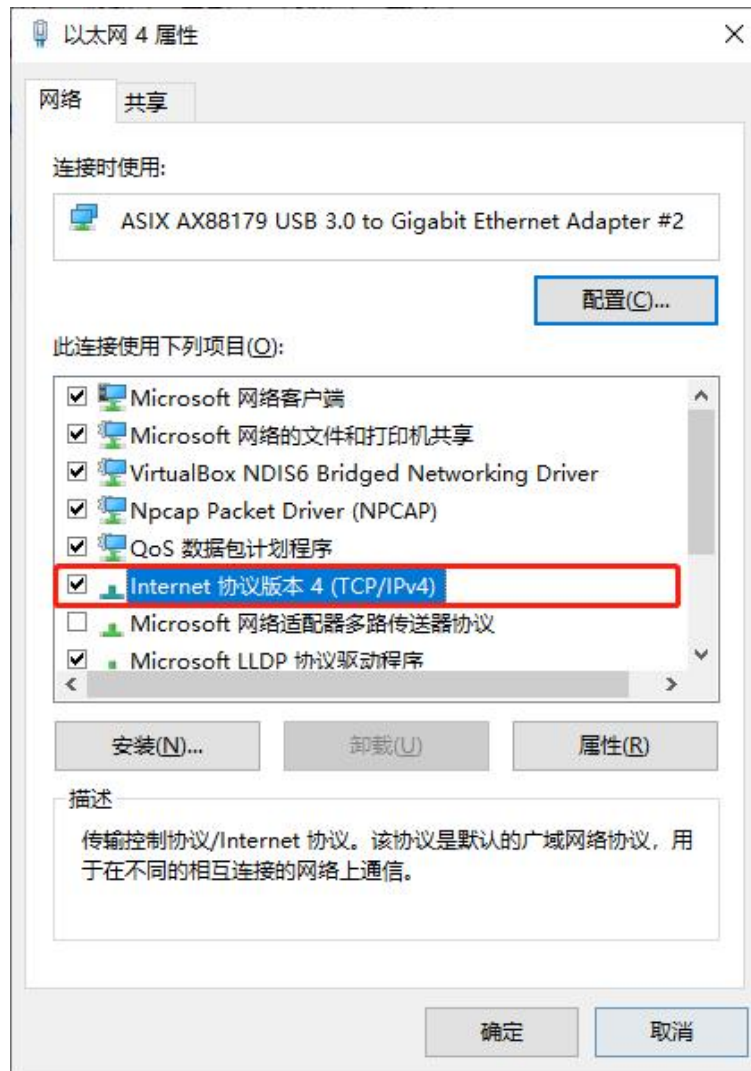 以太网 4 属性
网络
共享
连接时使用:
ASIX AX88179 USB 3.0 to Gigabit Ethernet Adapter #2
配置(C)...
此连接使用下列项目(O):
Microsoft 网络客户端
Microsoft 网络的文件和打印机共享
VirtualBox NDIS6 Bridged Networking Driver
Npcap Packet Driver (NPCAP)
QoS 数据包计划程序
Internet 协议版本 4 (TCP/IPv4)
Microsoft 网络适配器多路传送器协议
Microsoft LLDP 协议驱动程序
安装(N)...
卸载(U)
属性(R)
描述
传输控制协议/Internet 协议。该协议是默认的广域网络协议，用
于在不同的相互连接的网络上通信。
确定
取消